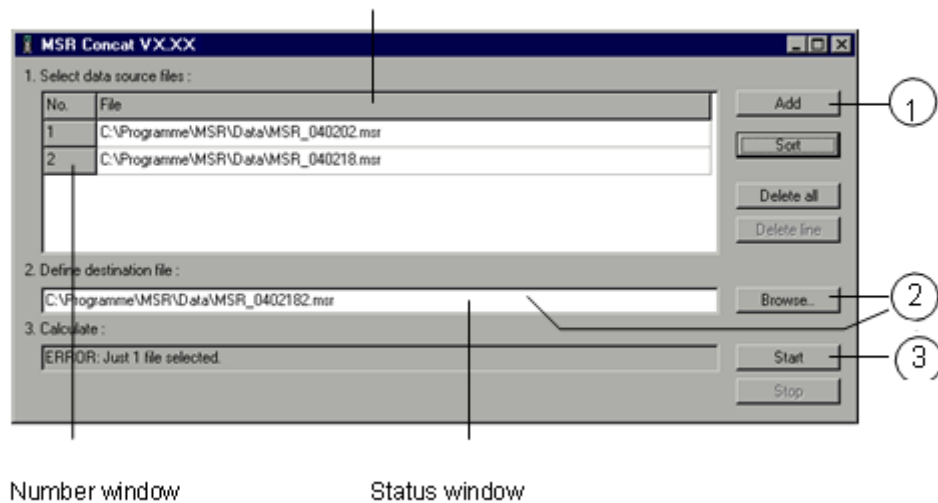 MSR Concat VX.XX
1. Select data source files :
No. File
1 C:\Programme\MSR\Data\MSR_040202.msr
2 C:\Programme\MSR\Data\MSR_040218.msr
Add
1
Sort
Delete all
Delete line
2. Define destination file :
C:\Programme\MSR\Data\MSR_0402182.msr
Browse..
2
3. Calculate :
ERROR: Just 1 file selected.
Start
3
Stop
Number window
Status window